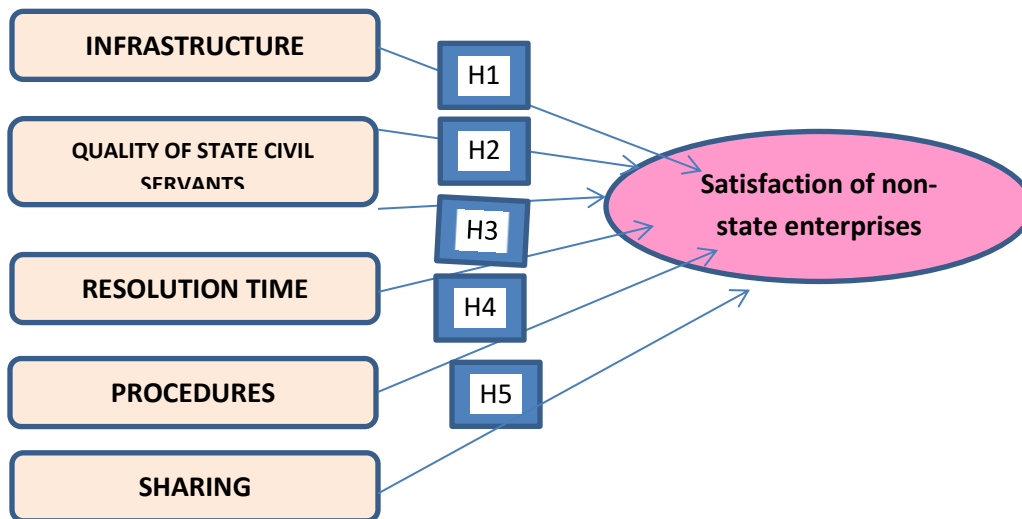 INFRASTRUCTURE
H1
QUALITY OF STATE CIVIL
SERVANTS
H2
Satisfaction of non-
state enterprises
H3
RESOLUTION TIME
H4
PROCEDURES
H5
SHARING